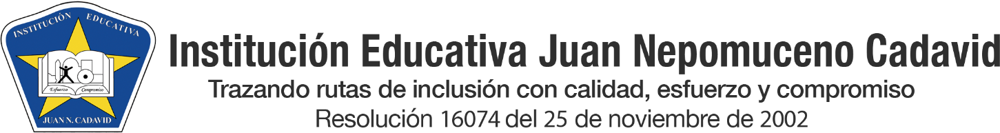 INSTITUCIÓN EDUCATIVA
Esfuerzo Compromiso
JUAN N. CADAVID
Institución Educativa Juan Nepomuceno Cadavid
Trazando rutas de inclusión con calidad, esfuerzo y compromiso
Resolución 16074 del 25 de noviembre de 2002